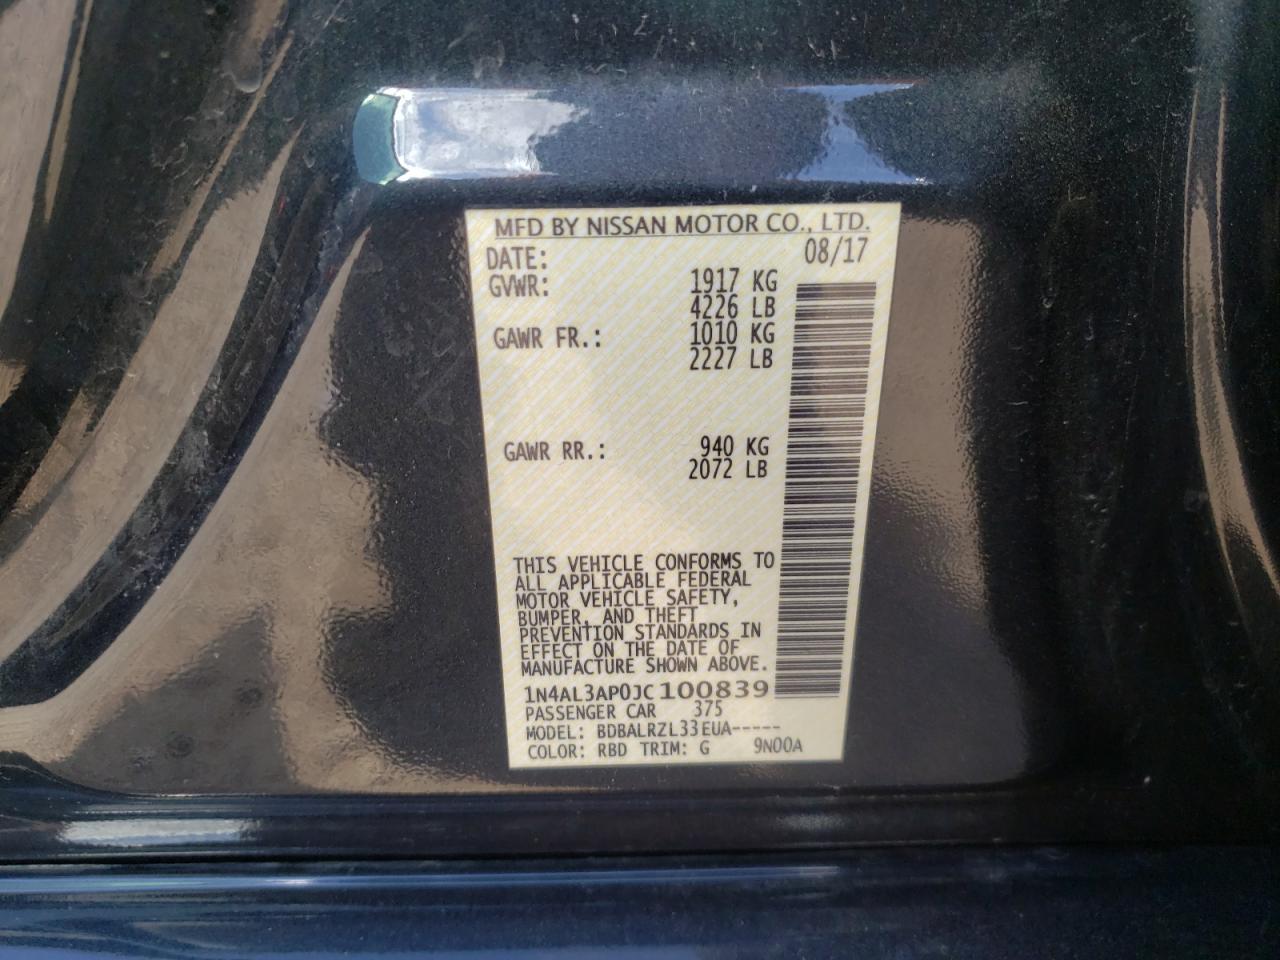 MFD BY NISSAN MOTOR CO., LTD.
DATE: 08/17
GVWR: 1917 KG
4226 LB
GAWR FR.: 1010 KG
2227 LB
GAWR RR.: 940 KG
2072 LB
THIS VEHICLE CONFORMS TO
ALL APPLICABLE FEDERAL
MOTOR VEHICLE SAFETY,
BUMPER, AND THEFT
PREVENTION STANDARDS IN
EFFECT ON THE DATE OF
MANUFACTURE SHOWN ABOVE.
1N4AL3AP0JC100839
PASSENGER CAR 375
MODEL: BDBALRZL33EUA-----
COLOR: RBD TRIM: G 9N00A